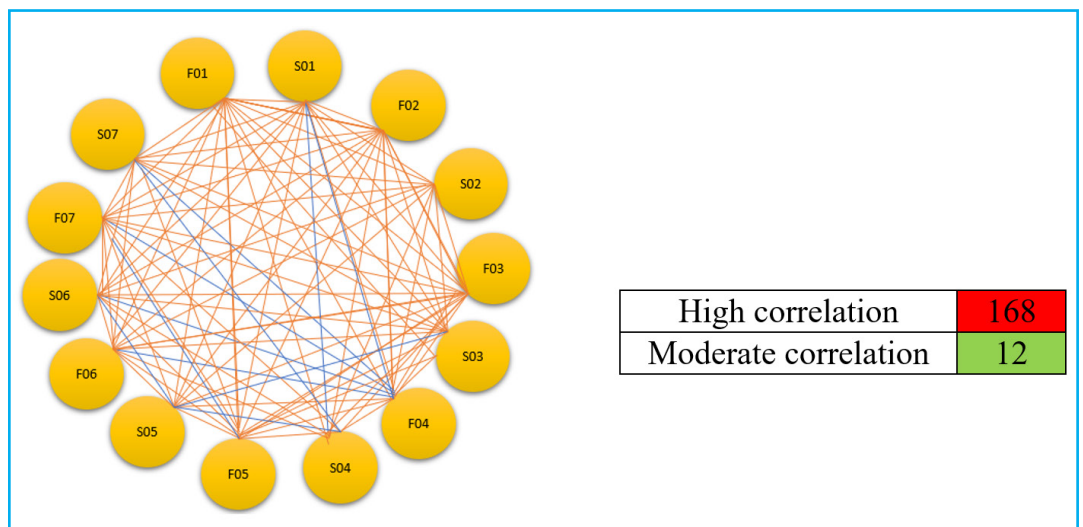 S01
F01
F02
S07
S02
F07
F03
S06
S03
F06
F04
S05
S04
F05
High correlation 168
Moderate correlation 12